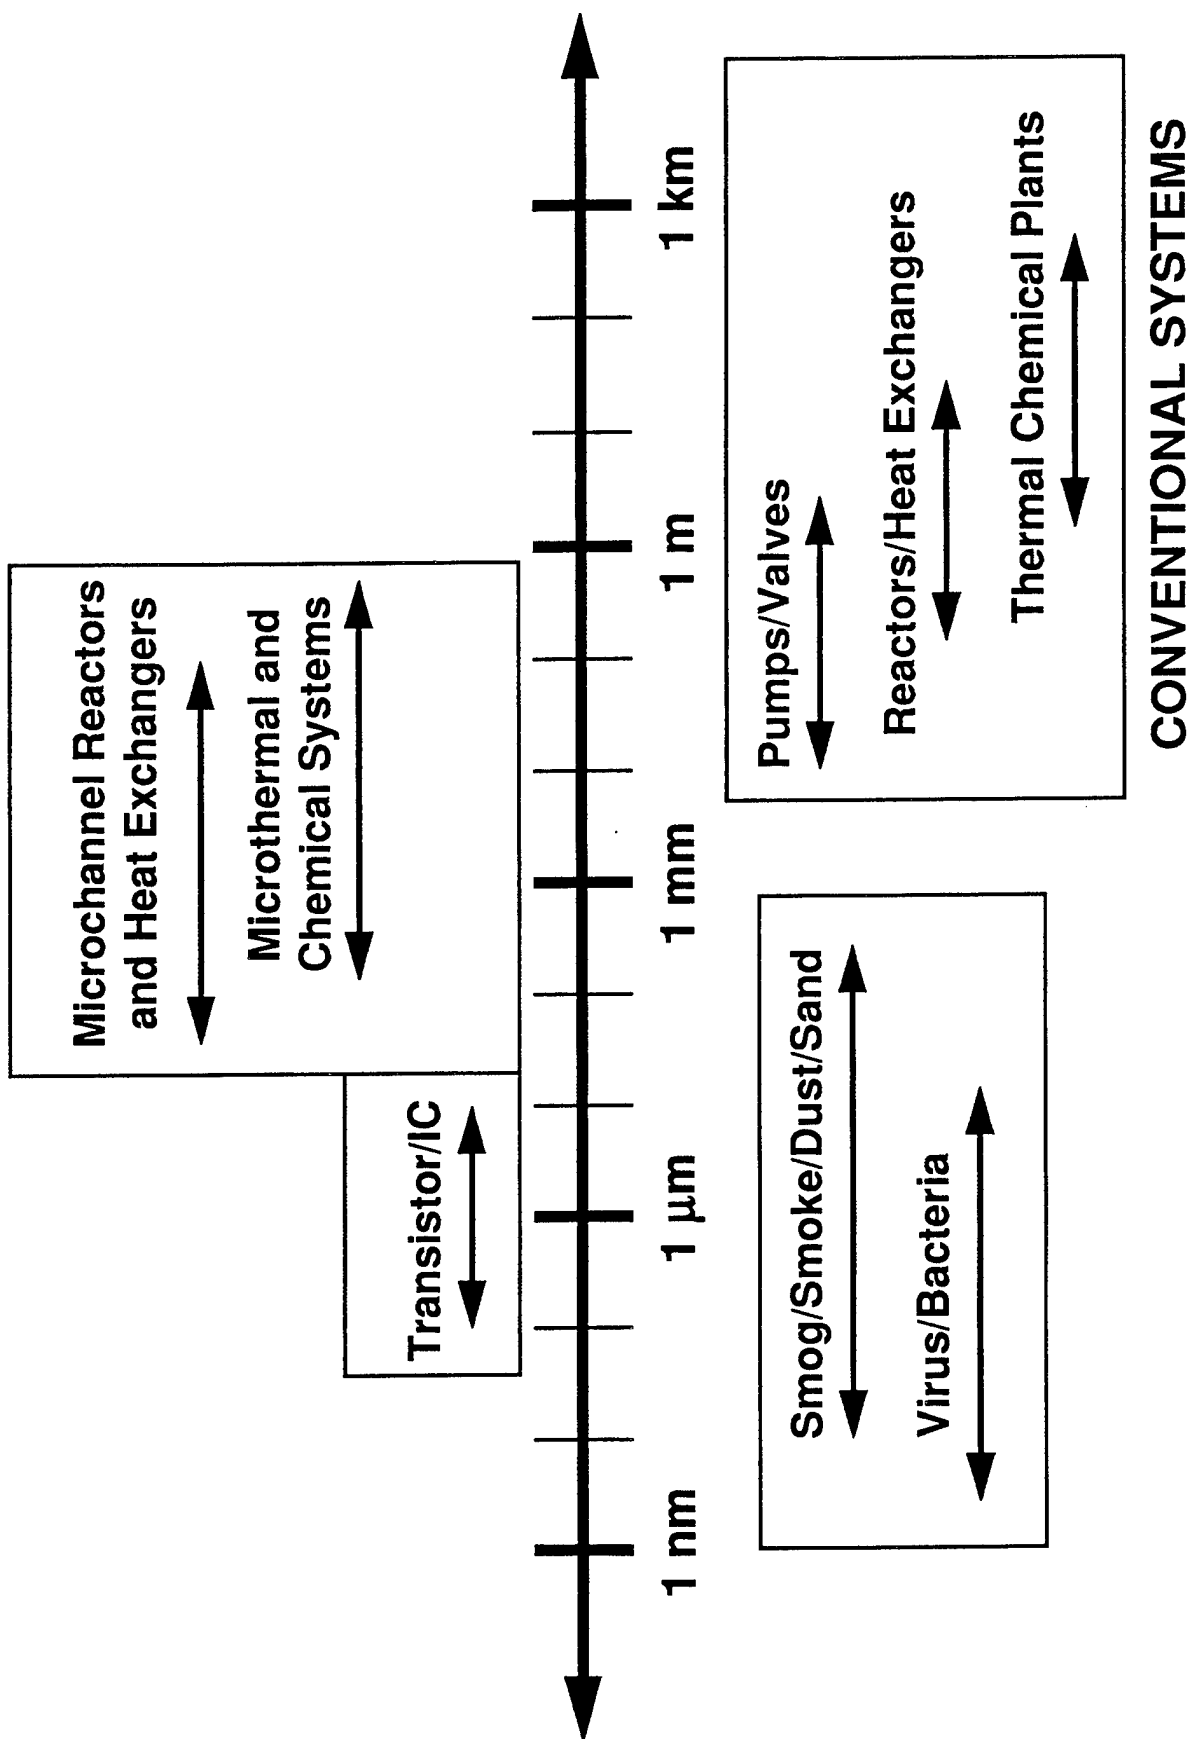 Microchannel Reactors
and Heat Exchangers
Microthermal and
Chemical Systems
Transistor/IC
1 nm
1 μm
1 mm
1 m
1 km
Smog/Smoke/Dust/Sand
Virus/Bacteria
Pumps/Valves
Reactors/Heat Exchangers
Thermal Chemical Plants
CONVENTIONAL SYSTEMS